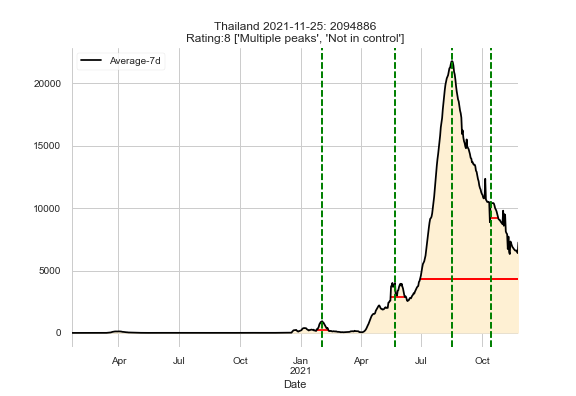 Thailand 2021-11-25: 2094886
Rating:8 ['Multiple peaks', 'Not in control']
Average-7d
20000
15000
10000
5000
0
Apr Jul Oct Jan Apr Jul Oct
2021
Date